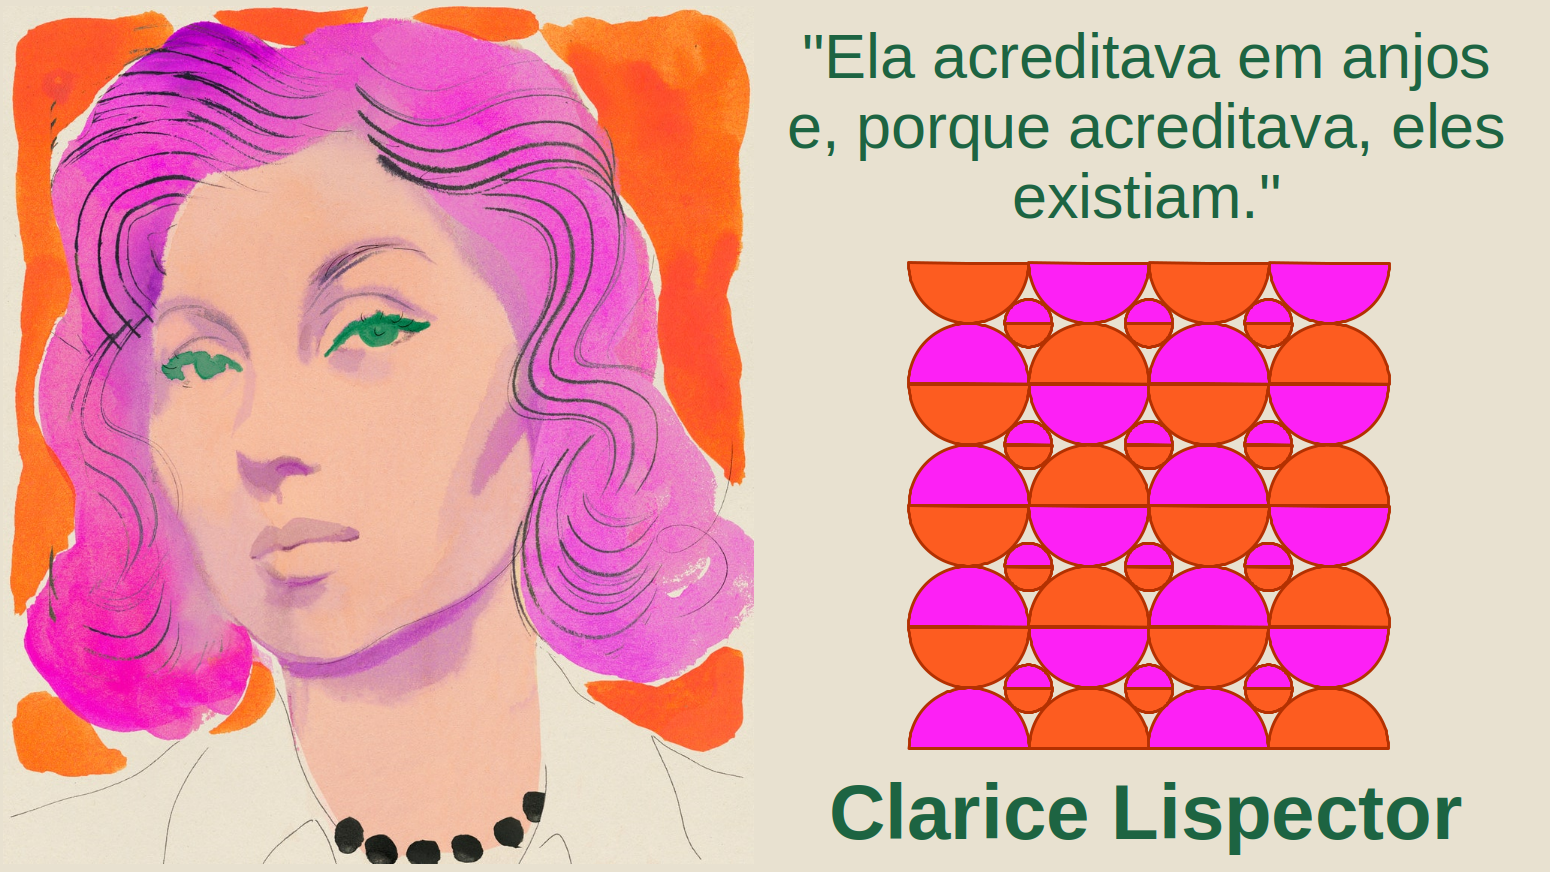 "Ela acreditava em anjos
e, porque acreditava, eles
existiam."
Clarice Lispector